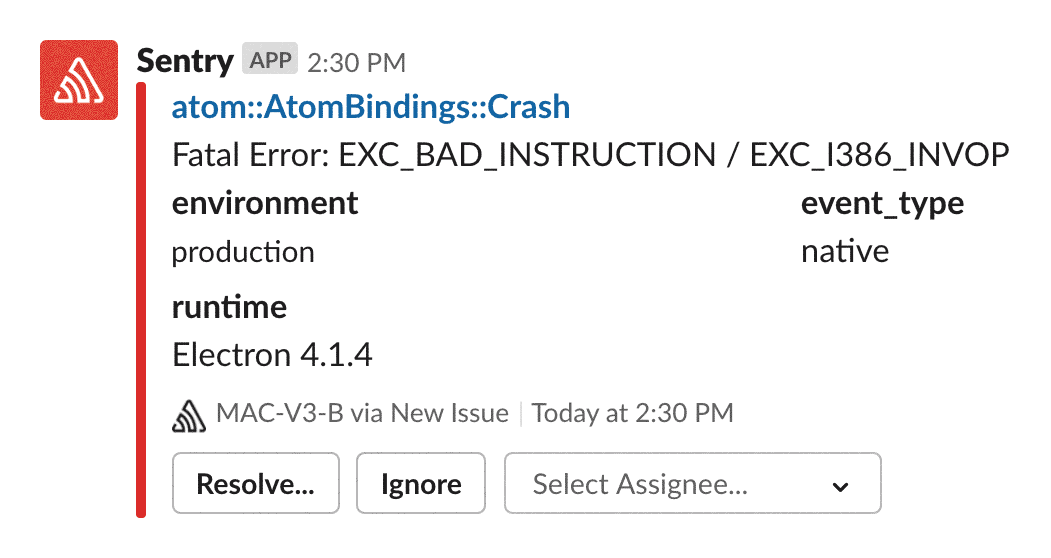 Sentry APP 2:30 PM
atom::AtomBindings::Crash
Fatal Error: EXC_BAD_INSTRUCTION / EXC_I386_INVOP
environment event_type
production native
runtime
Electron 4.1.4
MAC-V3-B via New Issue Today at 2:30 PM
Resolve... Ignore Select Assignee...